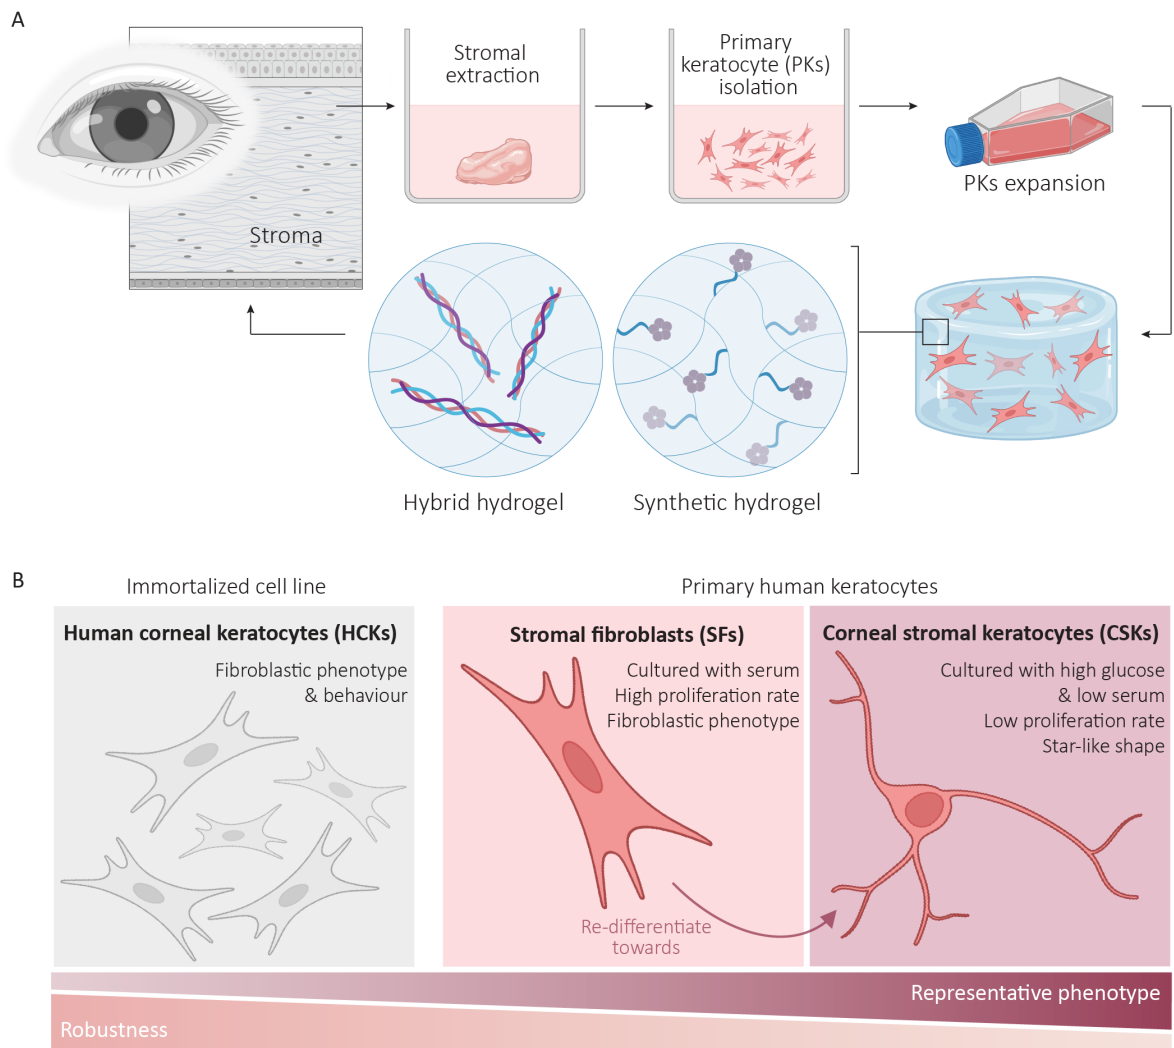 A
Stromal
extraction
Primary
keratocyte (PKs)
isolation
PKs expansion
Stroma
Hybrid hydrogel
Synthetic hydrogel
B
Immortalized cell line
Primary human keratocytes
Human corneal keratocytes (HCKs)
Fibroblastic phenotype
& behaviour
Stromal fibroblasts (SFs)
Cultured with serum
High proliferation rate
Fibroblastic phenotype
Corneal stromal keratocytes (CSKs)
Cultured with high glucose
& low serum
Low proliferation rate
Star-like shape
Re-differentiate
towards
Representative phenotype
Robustness